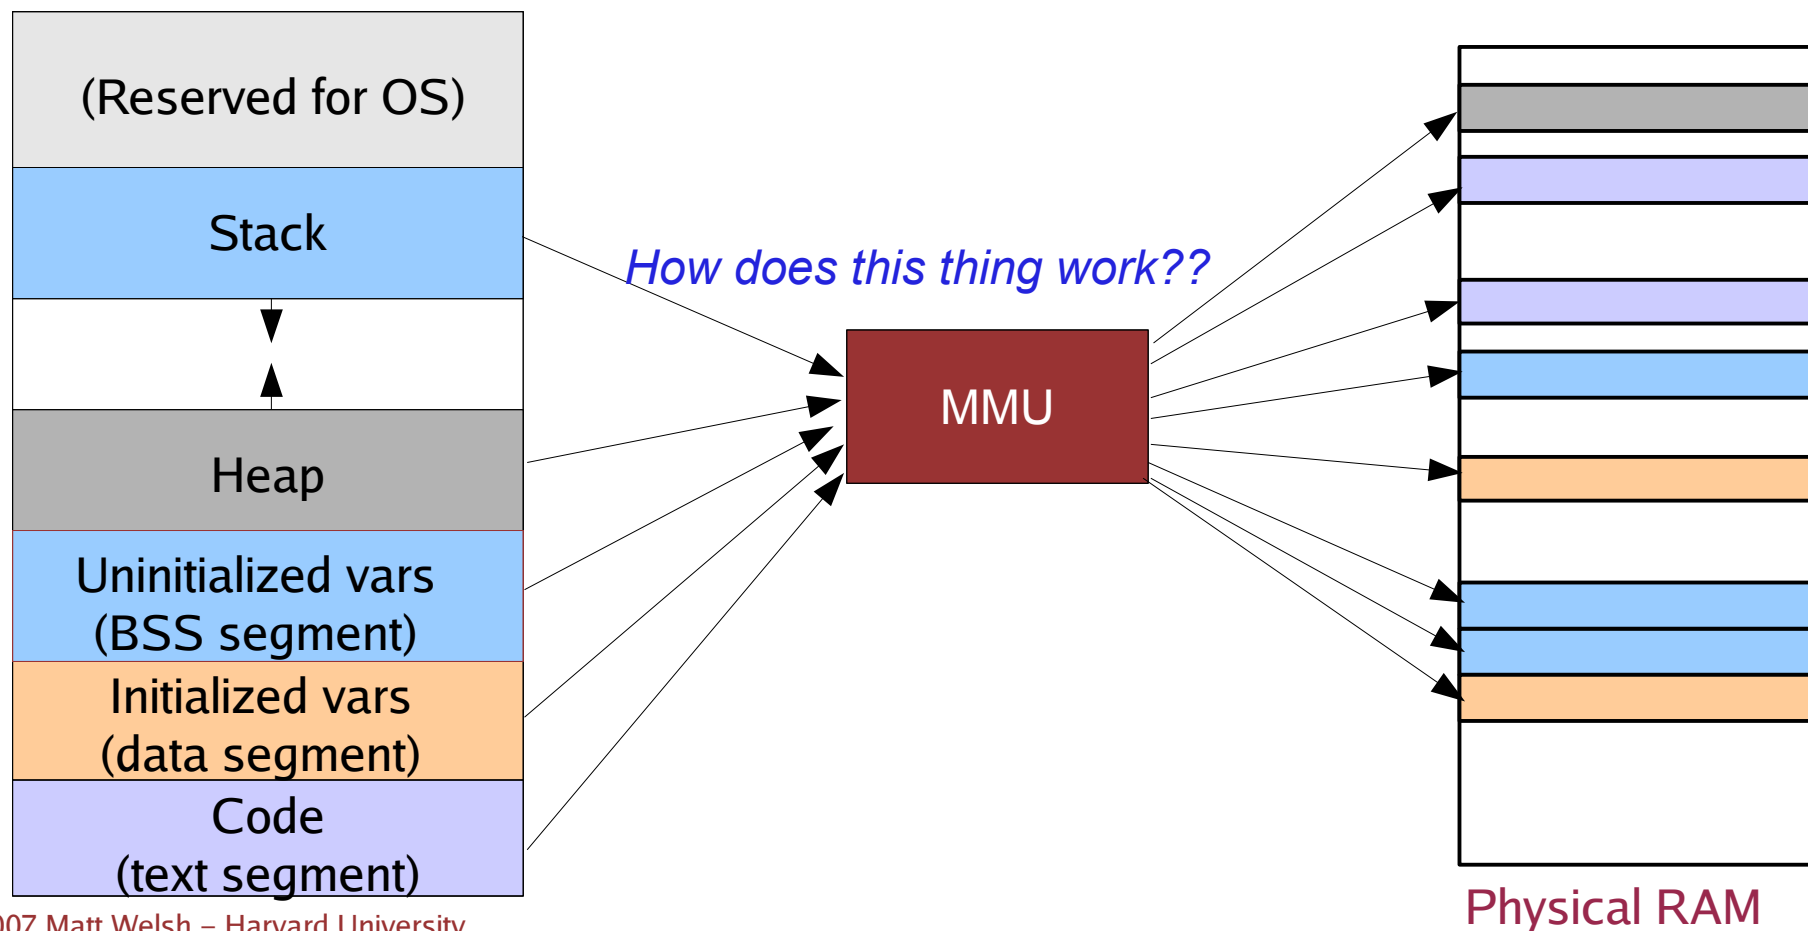 (Reserved for OS)
Stack
How does this thing work??
MMU
Heap
Uninitialized vars
(BSS segment)
Initialized vars
(data segment)
Code
(text segment)
Physical RAM
Matt Welsh – Harvard University